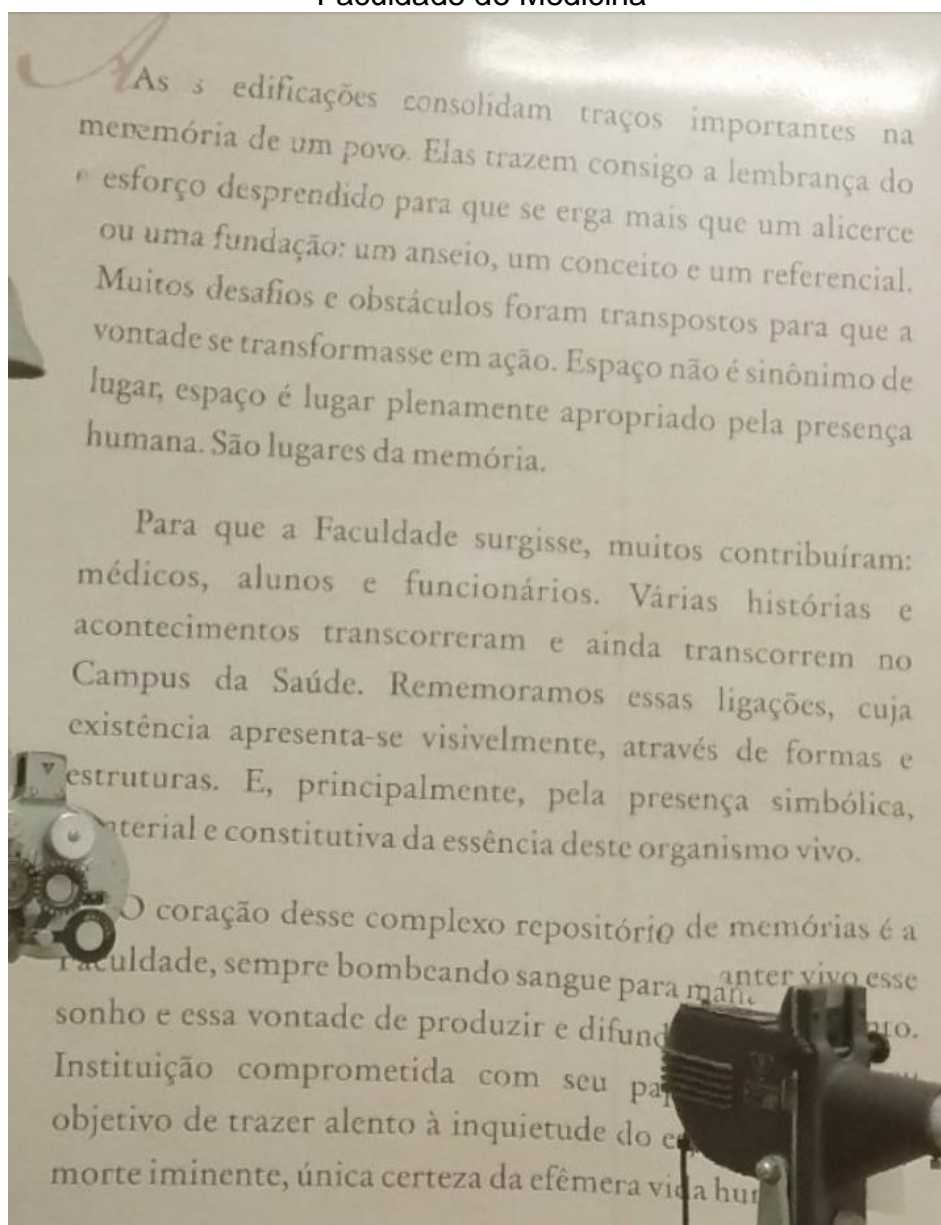 Faculdade de Medicina
As edificações consolidam traços importantes na
memória de um povo. Elas trazem consigo a lembrança do
esforço desprendido para que se erga mais que um alicerce
ou uma fundação: um anseio, um conceito e um referencial.
Muitos desafios e obstáculos foram transpostos para que a
vontade se transformasse em ação. Espaço não é sinônimo de
lugar, espaço é lugar plenamente apropriado pela presença
humana. São lugares da memória.
Para que a Faculdade surgisse, muitos contribuíram:
médicos, alunos e funcionários. Várias histórias e
acontecimentos transcorreram e ainda transcorrem no
Campus da Saúde. Rememoramos essas ligações, cuja
existência apresenta-se visivelmente, através de formas e
estruturas. E, principalmente, pela presença simbólica,
material e constitutiva da essência deste organismo vivo.
O coração desse complexo repositório de memórias é a
Faculdade, sempre bombeando sangue para manter vivo esse
sonho e essa vontade de produzir e
Instituição comprometida com seu
objetivo de trazer alento à inquietude do
morte iminente, única certeza da efêmera vida